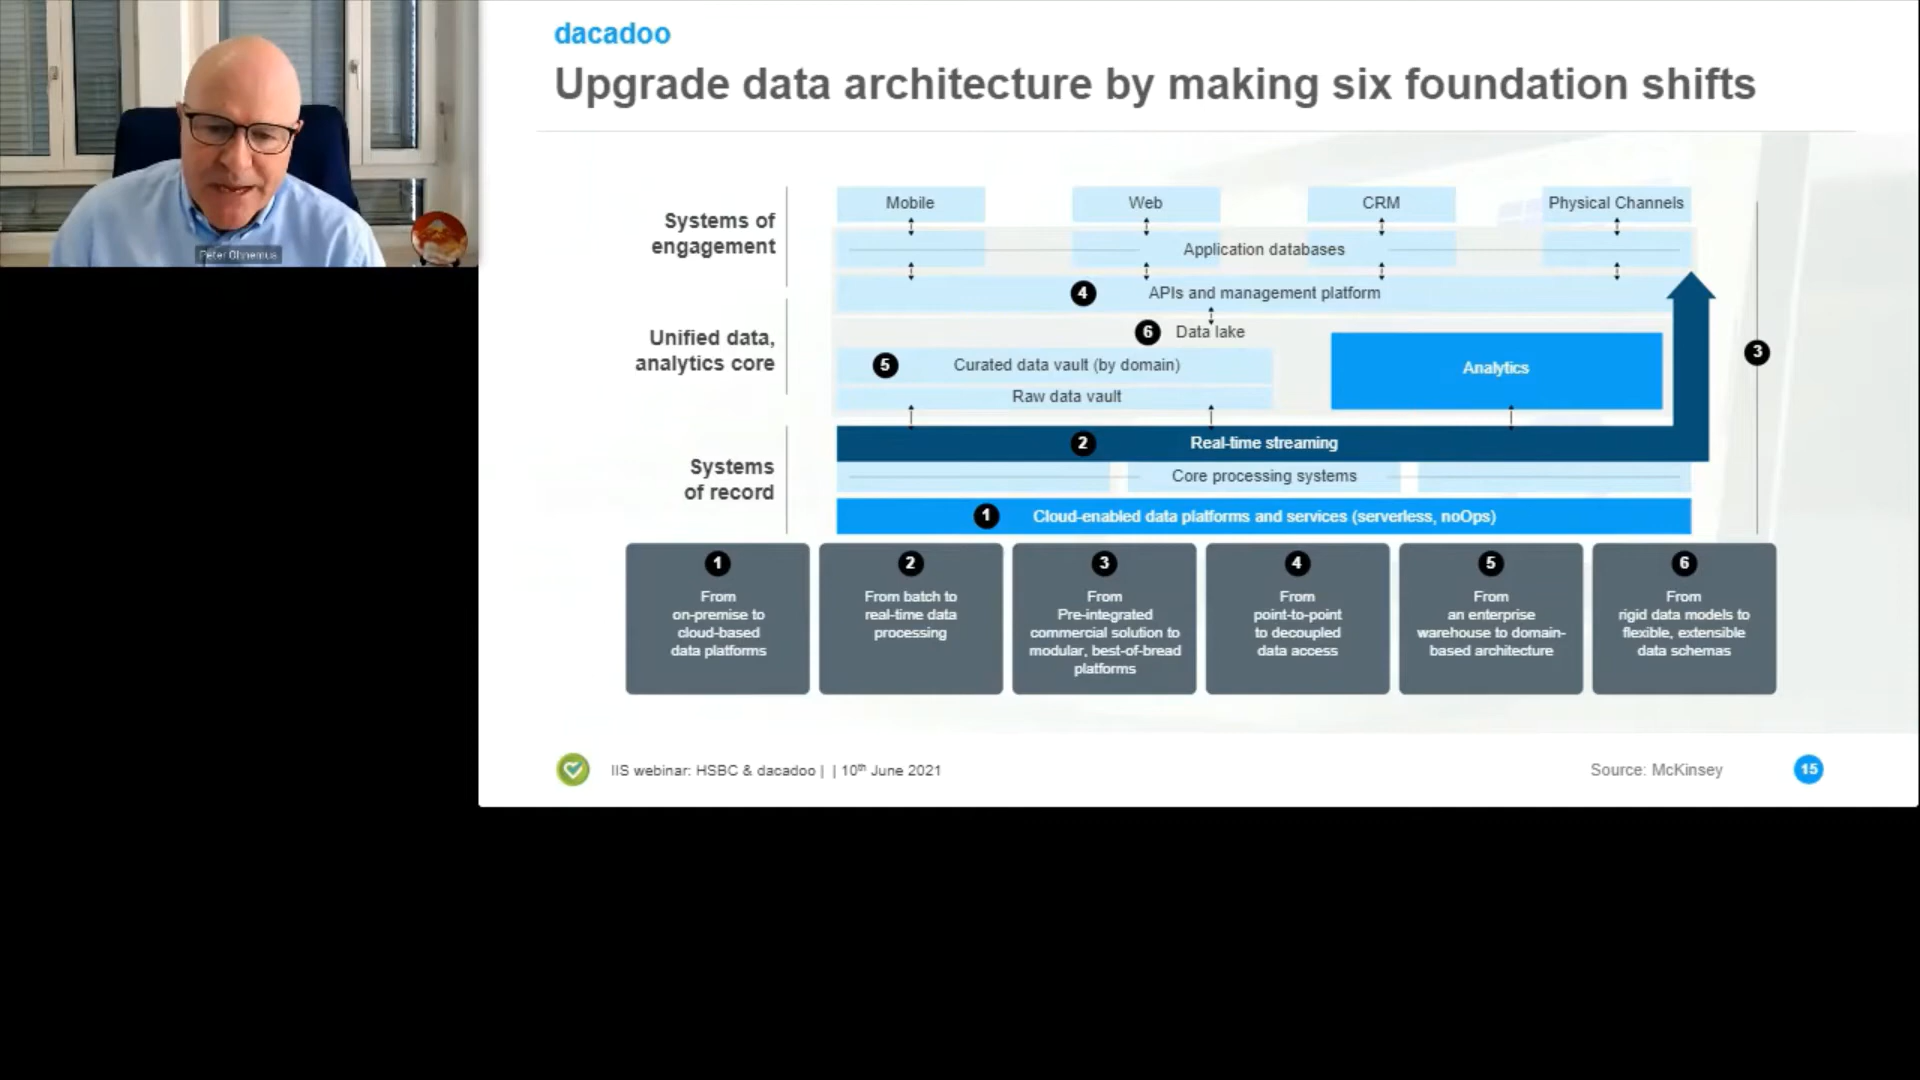 Peter Ohnemus
dacadoo
Upgrade data architecture by making six foundation shifts
Systems of
engagement
Mobile
Web
CRM
Physical Channels
Application databases
4
APIs and management platform
Unified data,
analytics core
6
Data lake
5
Curated data vault (by domain)
Raw data vault
Analytics
3
Systems
of record
2
Real-time streaming
Core processing systems
1
Cloud-enabled data platforms and services (serverless, noOps)
1
From
on-premise to
cloud-based
data platforms
2
From batch to
real-time data
processing
3
From
Pre-integrated
commercial solution to
modular, best-of-bread
platforms
4
From
point-to-point
to decoupled
data access
5
From
an enterprise
warehouse to domain-
based architecture
6
From
rigid data models to
flexible, extensible
data schemas
IIS webinar: HSBC & dacadoo | | 10th June 2021
Source: McKinsey
15